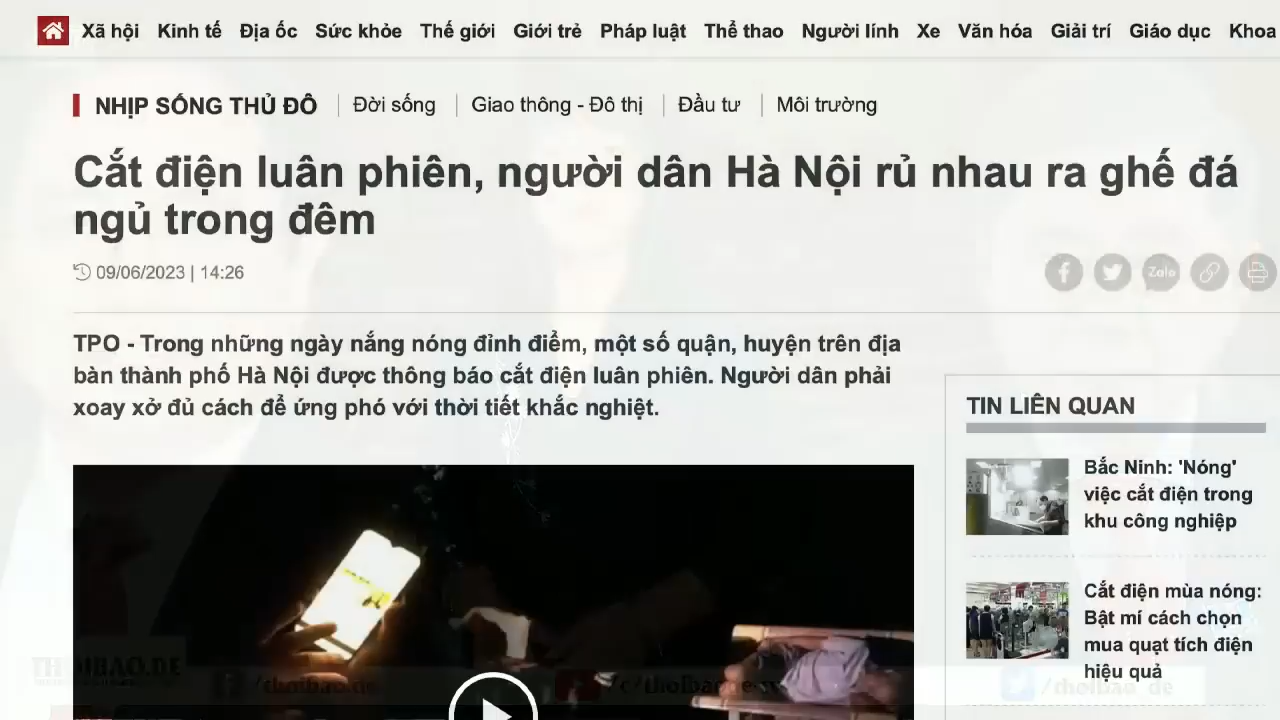 Xã hội Kinh tế Địa ốc Sức khỏe Thế giới Giới trẻ Pháp luật Thể thao Người lính Xe Văn hóa Giải trí Giáo dục Khoa
NHỊP SỐNG THỦ ĐÔ Đời sống Giao thông - Đô thị Đầu tư Môi trường
Cắt điện luân phiên, người dân Hà Nội rủ nhau ra ghế đá
ngủ trong đêm
09/06/2023 | 14:26
Zalo
TPO - Trong những ngày nắng nóng đỉnh điểm, một số quận, huyện trên địa
bàn thành phố Hà Nội được thông báo cắt điện luân phiên. Người dân phải
xoay xở đủ cách để ứng phó với thời tiết khắc nghiệt.
TIN LIÊN QUAN
Bắc Ninh: 'Nóng'
việc cắt điện trong
khu công nghiệp
Cắt điện mùa nóng:
Bật mí cách chọn
mua quạt tích điện
hiệu quả
THOIBAO.DE
/thoibao.de
/thoibao_de